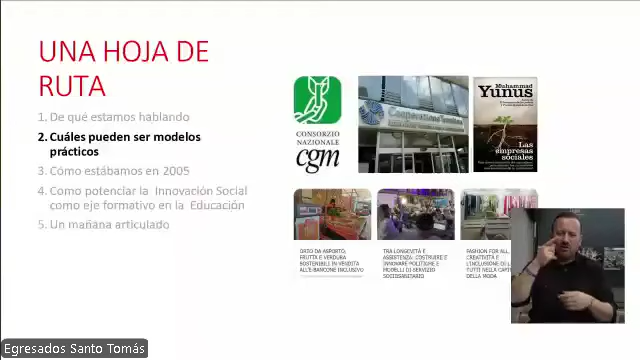 UNA HOJA DE
RUTA
1. De qué estamos hablando
2. Cuáles pueden ser modelos
prácticos
3. Cómo estábamos en 2005
4. Como potenciar la Innovación Social
como eje formativo en la Educación
5. Un mañana articulado
CONSORZIO
NAZIONALE
cgm
Muhammad
Yunus
Las
empresas
sociales
ORTO DA ASPORTO,
FRUTTA E VERDURA
SOSTENIBILI IN VENDITA
ALL'E-BANCONE INCLUSIVO
TRA LONGEVITÀ E
ASSISTENZA: COSTRUIRE E
INNOVARE POLITICHE E
MODELLI DI SERVIZIO
SOCIOSANITARIO
FASHION FOR ALL,
CREATIVITÀ E
L'INCLUSIONE DI
TUTTI NELLA
DELLA MODA
Egresados Santo Tomás